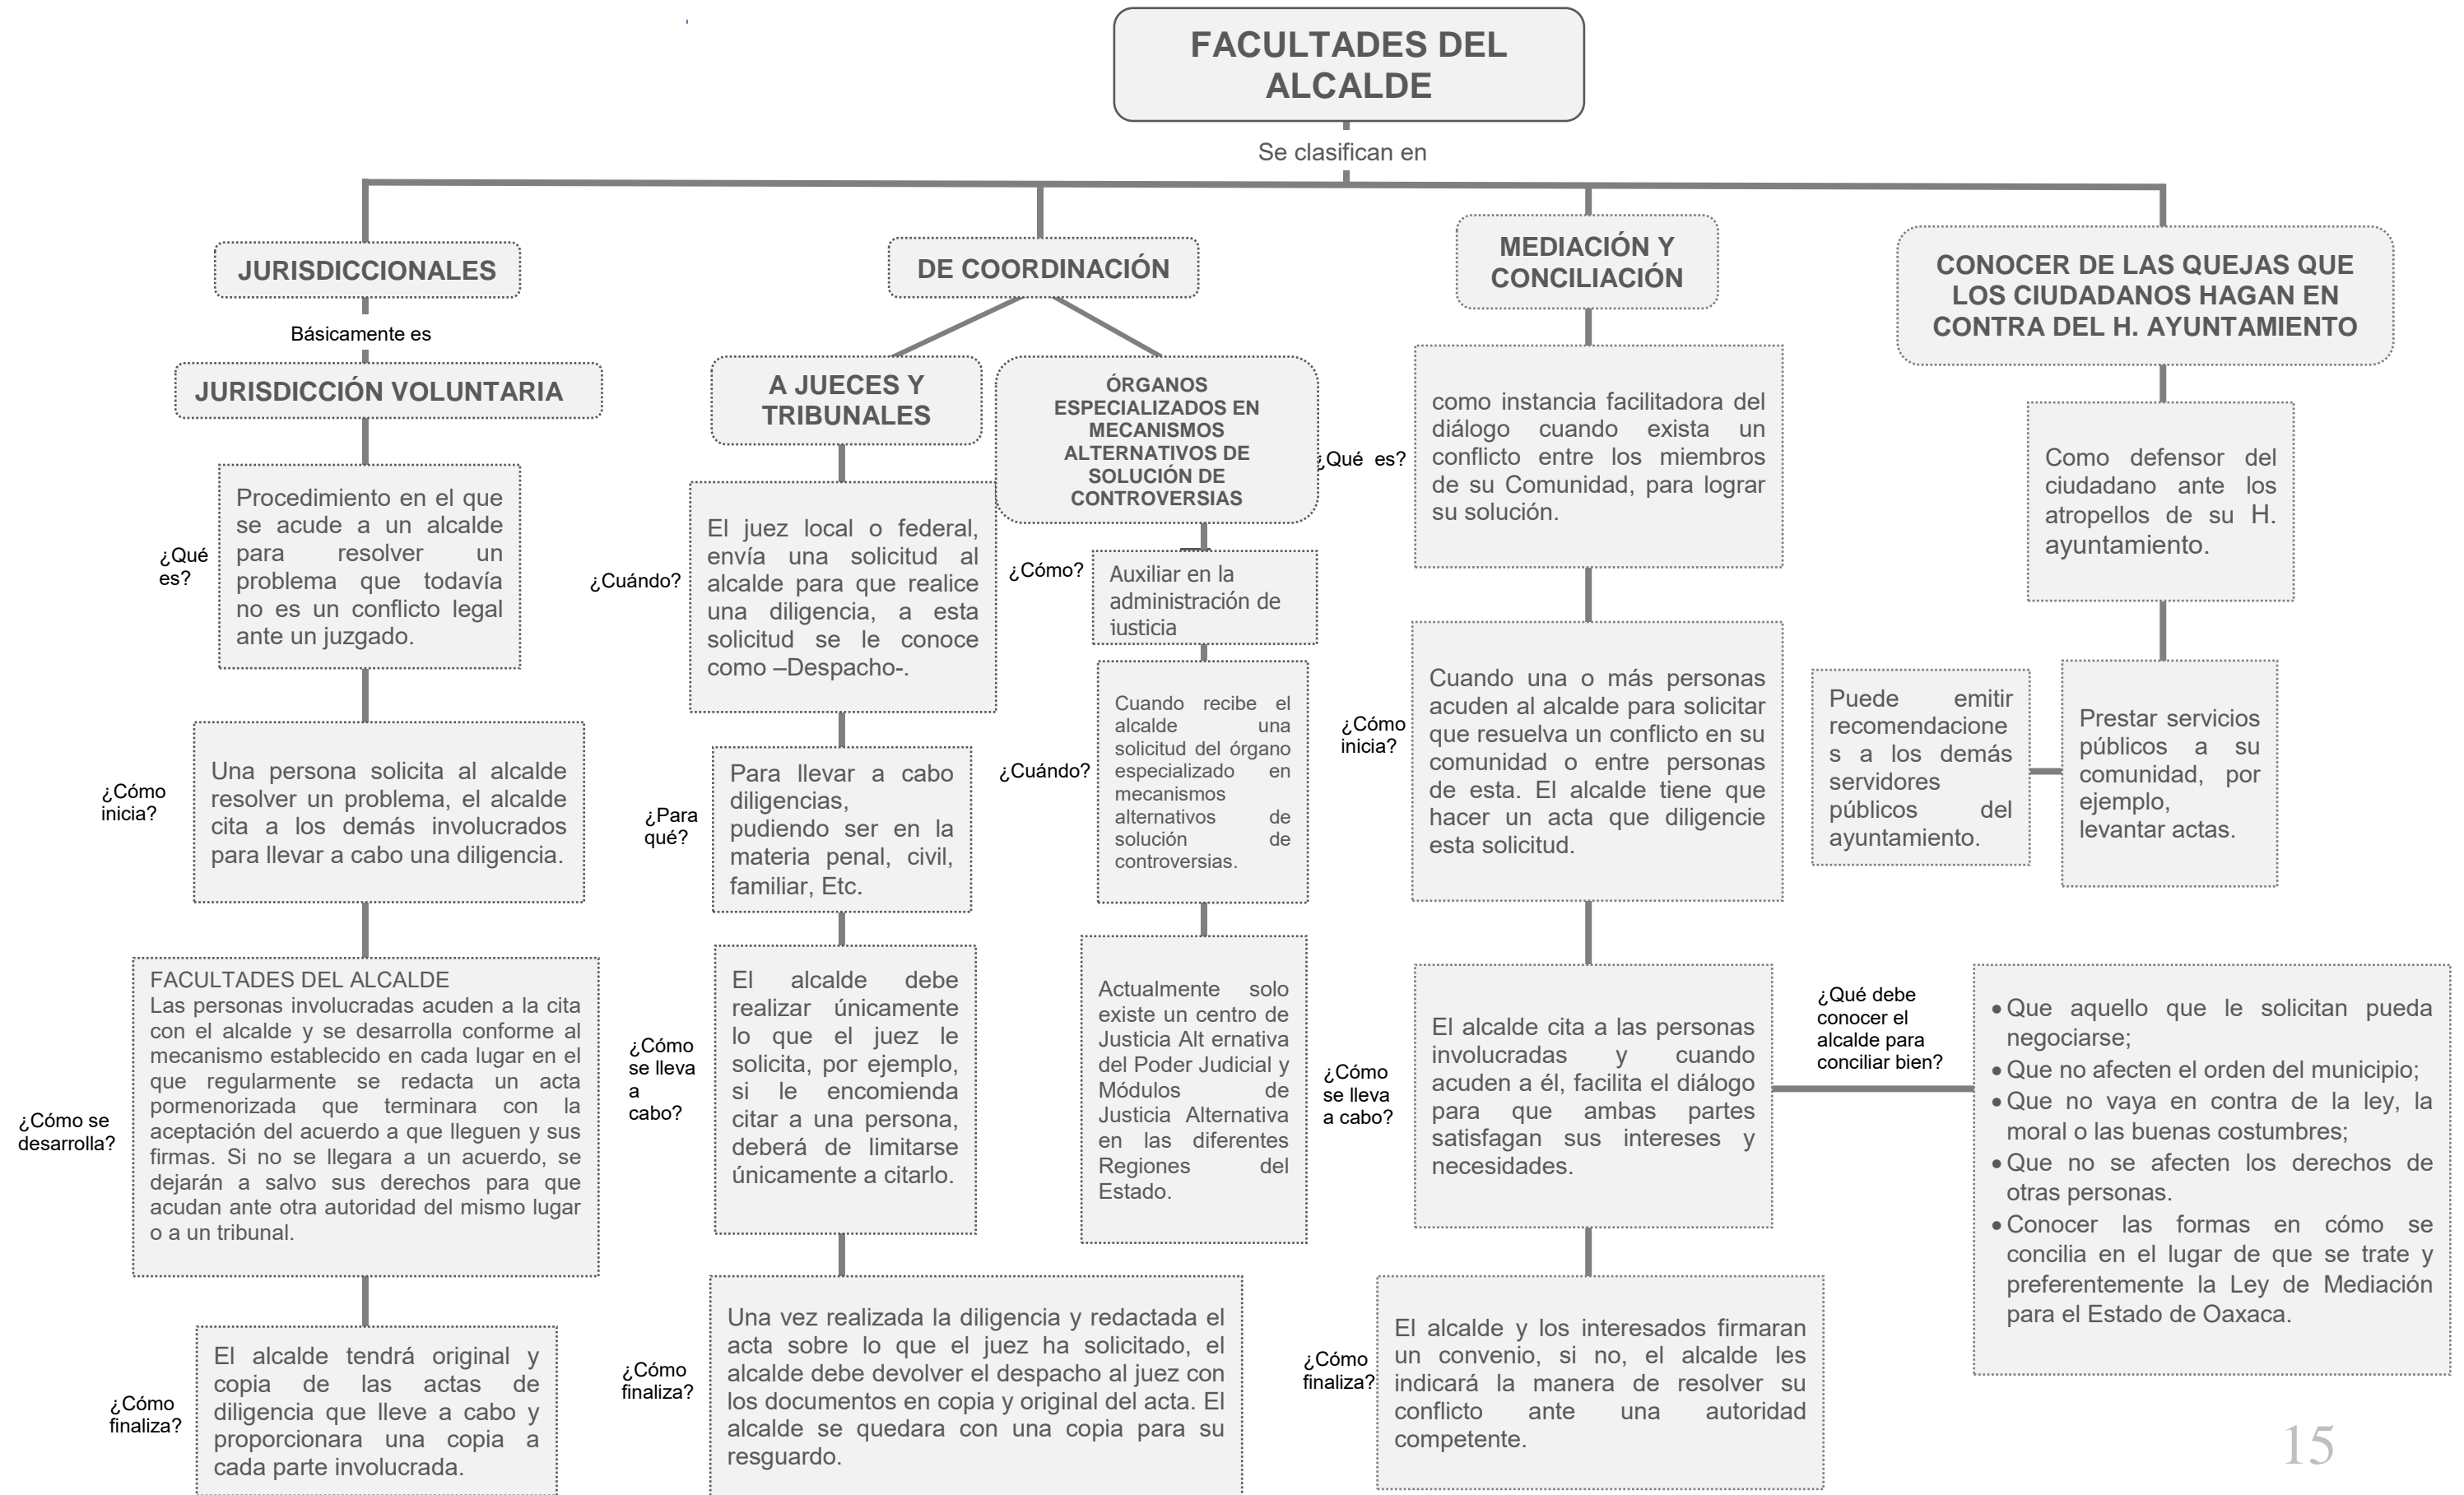 FACULTADES DEL
ALCALDE
Se clasifican en
JURISDICCIONALES
Básicamente es
JURISDICCIÓN VOLUNTARIA
¿Qué
es?
Procedimiento en el que
se acude a un alcalde
para resolver un
problema que todavía
no es un conflicto legal
ante un juzgado.
¿Cómo
inicia?
Una persona solicita al alcalde
resolver un problema, el alcalde
cita a los demás involucrados
para llevar a cabo una diligencia.
¿Cómo se
desarrolla?
FACULTADES DEL ALCALDE
Las personas involucradas acuden a la cita
con el alcalde y se desarrolla conforme al
mecanismo establecido en cada lugar en el
que regularmente se redacta un acta
pormenorizada que terminara con la
aceptación del acuerdo a que lleguen y sus
firmas. Si no se llegara a un acuerdo, se
dejarán a salvo sus derechos para que
acudan ante otra autoridad del mismo lugar
o a un tribunal.
¿Cómo
finaliza?
El alcalde tendrá original y
copia de las actas de
diligencia que lleve a cabo y
proporcionara una copia a
cada parte involucrada.
DE COORDINACIÓN
A JUECES Y
TRIBUNALES
¿Cuándo?
El juez local o federal,
envía una solicitud al
alcalde para que realice
una diligencia, a esta
solicitud se le conoce
como –Despacho-.
¿Para
qué?
Para llevar a cabo
diligencias,
pudiendo ser en la
materia penal, civil,
familiar, Etc.
¿Cómo
se lleva
a
cabo?
El alcalde debe
realizar únicamente
lo que el juez le
solicita, por ejemplo,
si le encomienda
citar a una persona,
deberá de limitarse
únicamente a citarlo.
¿Cómo
finaliza?
Una vez realizada la diligencia y redactada el
acta sobre lo que el juez ha solicitado, el
alcalde debe devolver el despacho al juez con
los documentos en copia y original del acta. El
alcalde se quedara con una copia para su
resguardo.
ÓRGANOS
ESPECIALIZADOS EN
MECANISMOS
ALTERNATIVOS DE
SOLUCIÓN DE
CONTROVERSIAS
¿Cómo?
Auxiliar en la
administración de
justicia
¿Cuándo?
Cuando recibe el
alcalde una
solicitud del órgano
especializado en
mecanismos
alternativos de
solución de
controversias.
Actualmente solo
existe un centro de
Justicia Alt ernativa
del Poder Judicial y
Módulos de
Justicia Alternativa
en las diferentes
Regiones del
Estado.
MEDIACIÓN Y
CONCILIACIÓN
¿Qué es?
como instancia facilitadora del
diálogo cuando exista un
conflicto entre los miembros
de su Comunidad, para lograr
su solución.
¿Cómo
inicia?
Cuando una o más personas
acuden al alcalde para solicitar
que resuelva un conflicto en su
comunidad o entre personas
de esta. El alcalde tiene que
hacer un acta que diligencie
esta solicitud.
¿Cómo
se lleva
a cabo?
El alcalde cita a las personas
involucradas y cuando
acuden a él, facilita el diálogo
para que ambas partes
satisfagan sus intereses y
necesidades.
¿Qué debe
conocer el
alcalde para
conciliar bien?
• Que aquello que le solicitan pueda
negociarse;
• Que no afecten el orden del municipio;
• Que no vaya en contra de la ley, la
moral o las buenas costumbres;
• Que no se afecten los derechos de
otras personas.
• Conocer las formas en cómo se
concilia en el lugar de que se trate y
preferentemente la Ley de Mediación
para el Estado de Oaxaca.
¿Cómo
finaliza?
El alcalde y los interesados firmaran
un convenio, si no, el alcalde les
indicará la manera de resolver su
conflicto ante una autoridad
competente.
CONOCER DE LAS QUEJAS QUE
LOS CIUDADANOS HAGAN EN
CONTRA DEL H. AYUNTAMIENTO
Como defensor del
ciudadano ante los
atropellos de su H.
ayuntamiento.
Puede emitir
recomendacione
s a los demás
servidores
públicos del
ayuntamiento.
Prestar servicios
públicos a su
comunidad, por
ejemplo,
levantar actas.
15